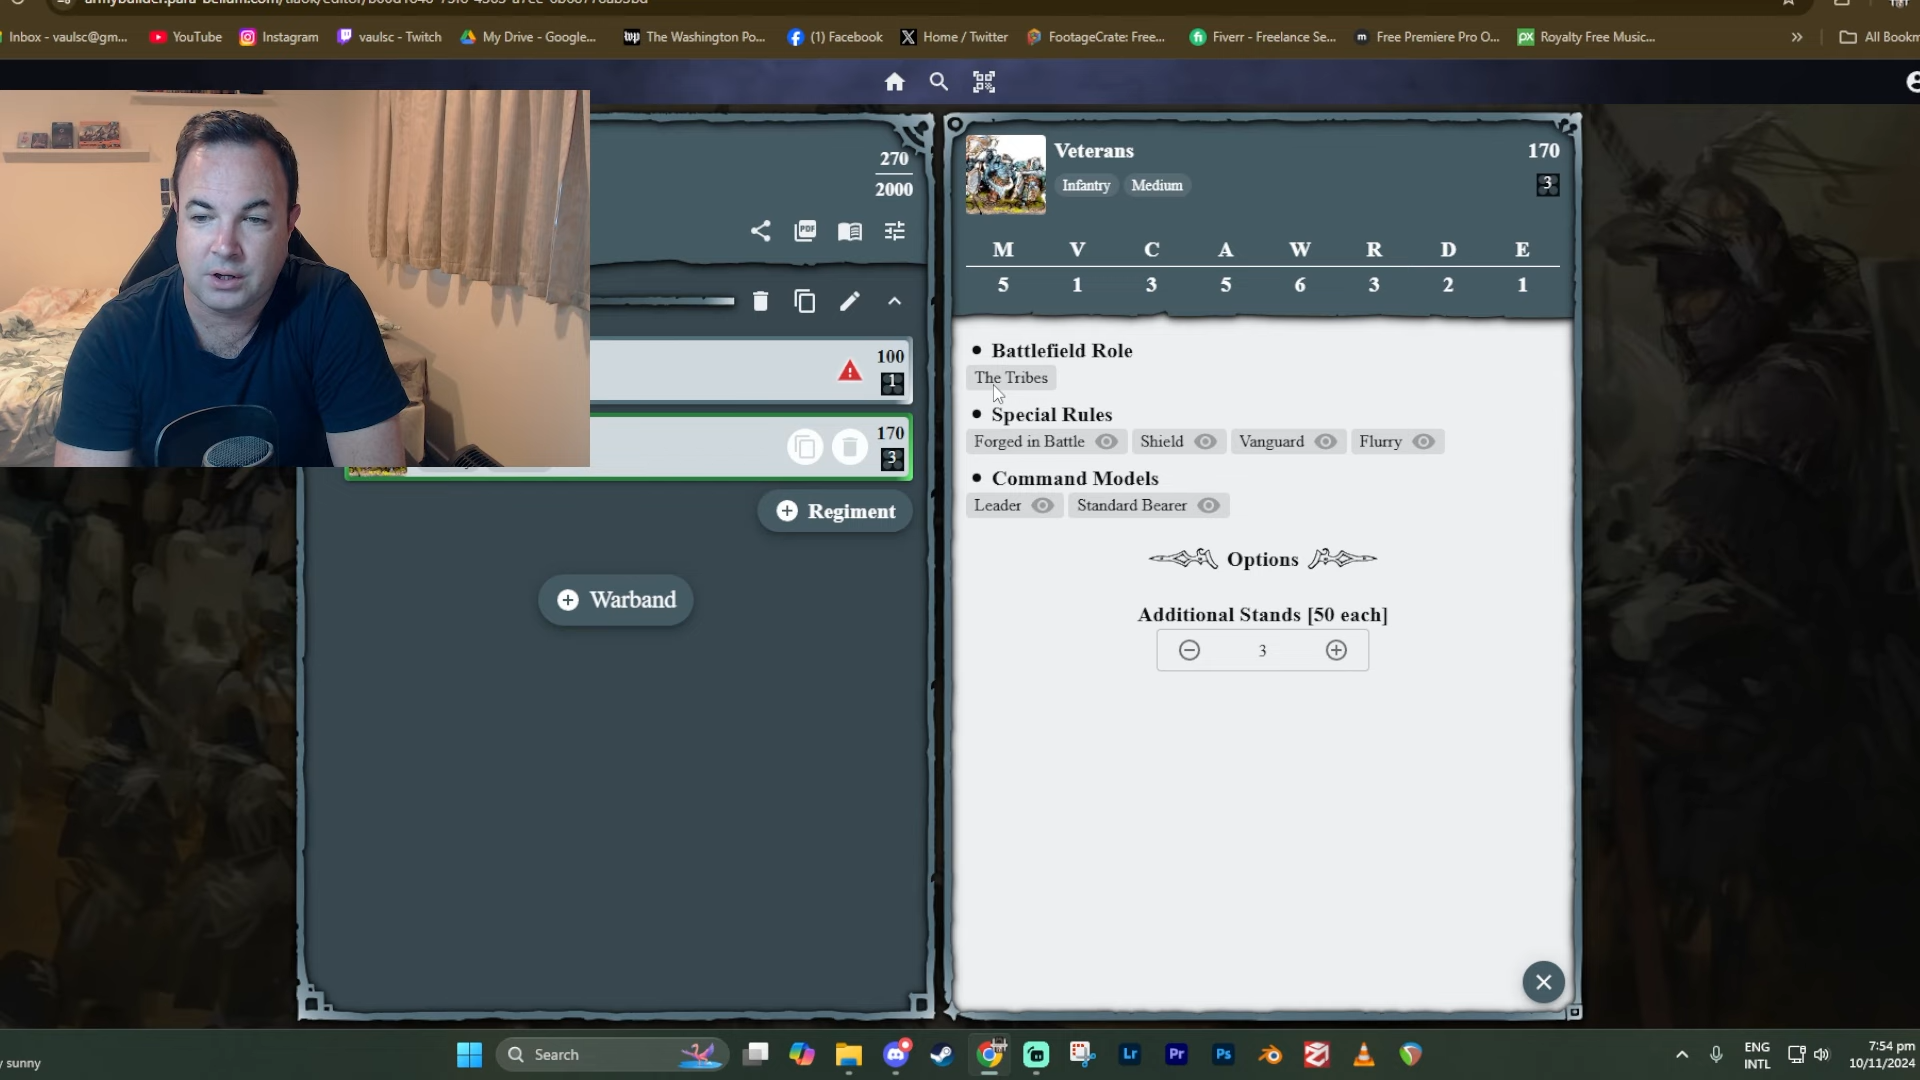 Inbox - vaulsc@gm...
YouTube
Instagram
vaulsc - Twitch
My Drive - Google...
The Washington Po...
(1) Facebook
Home / Twitter
FootageCrate: Free...
Fiverr - Freelance Se...
Free Premiere Pro O...
Royalty Free Music...
All Bookm
270
2000
100
1
170
3
Regiment
Warband
Veterans
170
Infantry
Medium
3
M V C A W R D E
5 1 3 5 6 3 2 1
Battlefield Role
The Tribes
Special Rules
Forged in Battle
Shield
Vanguard
Flurry
Command Models
Leader
Standard Bearer
Options
Additional Stands [50 each]
3
sunny
Search
Lr
Pr
Ps
ENG
INTL
7:54 pm
10/11/2024